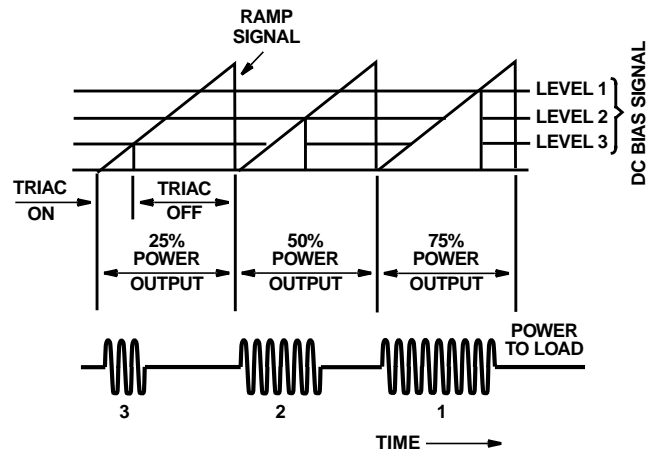 RAMP
SIGNAL
LEVEL 1
LEVEL 2
LEVEL 3
DC BIAS SIGNAL
TRIAC
ON
TRIAC
OFF
25%
POWER
OUTPUT
50%
POWER
OUTPUT
75%
POWER
OUTPUT
POWER
TO LOAD
3
2
1
TIME